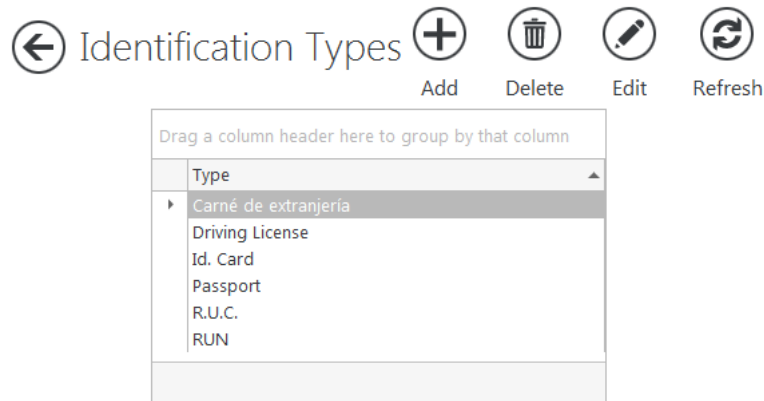 Identification Types
Add Delete Edit Refresh
Drag a column header here to group by that column
Type
Carné de extranjería
Driving License
Id. Card
Passport
R.U.C.
RUN